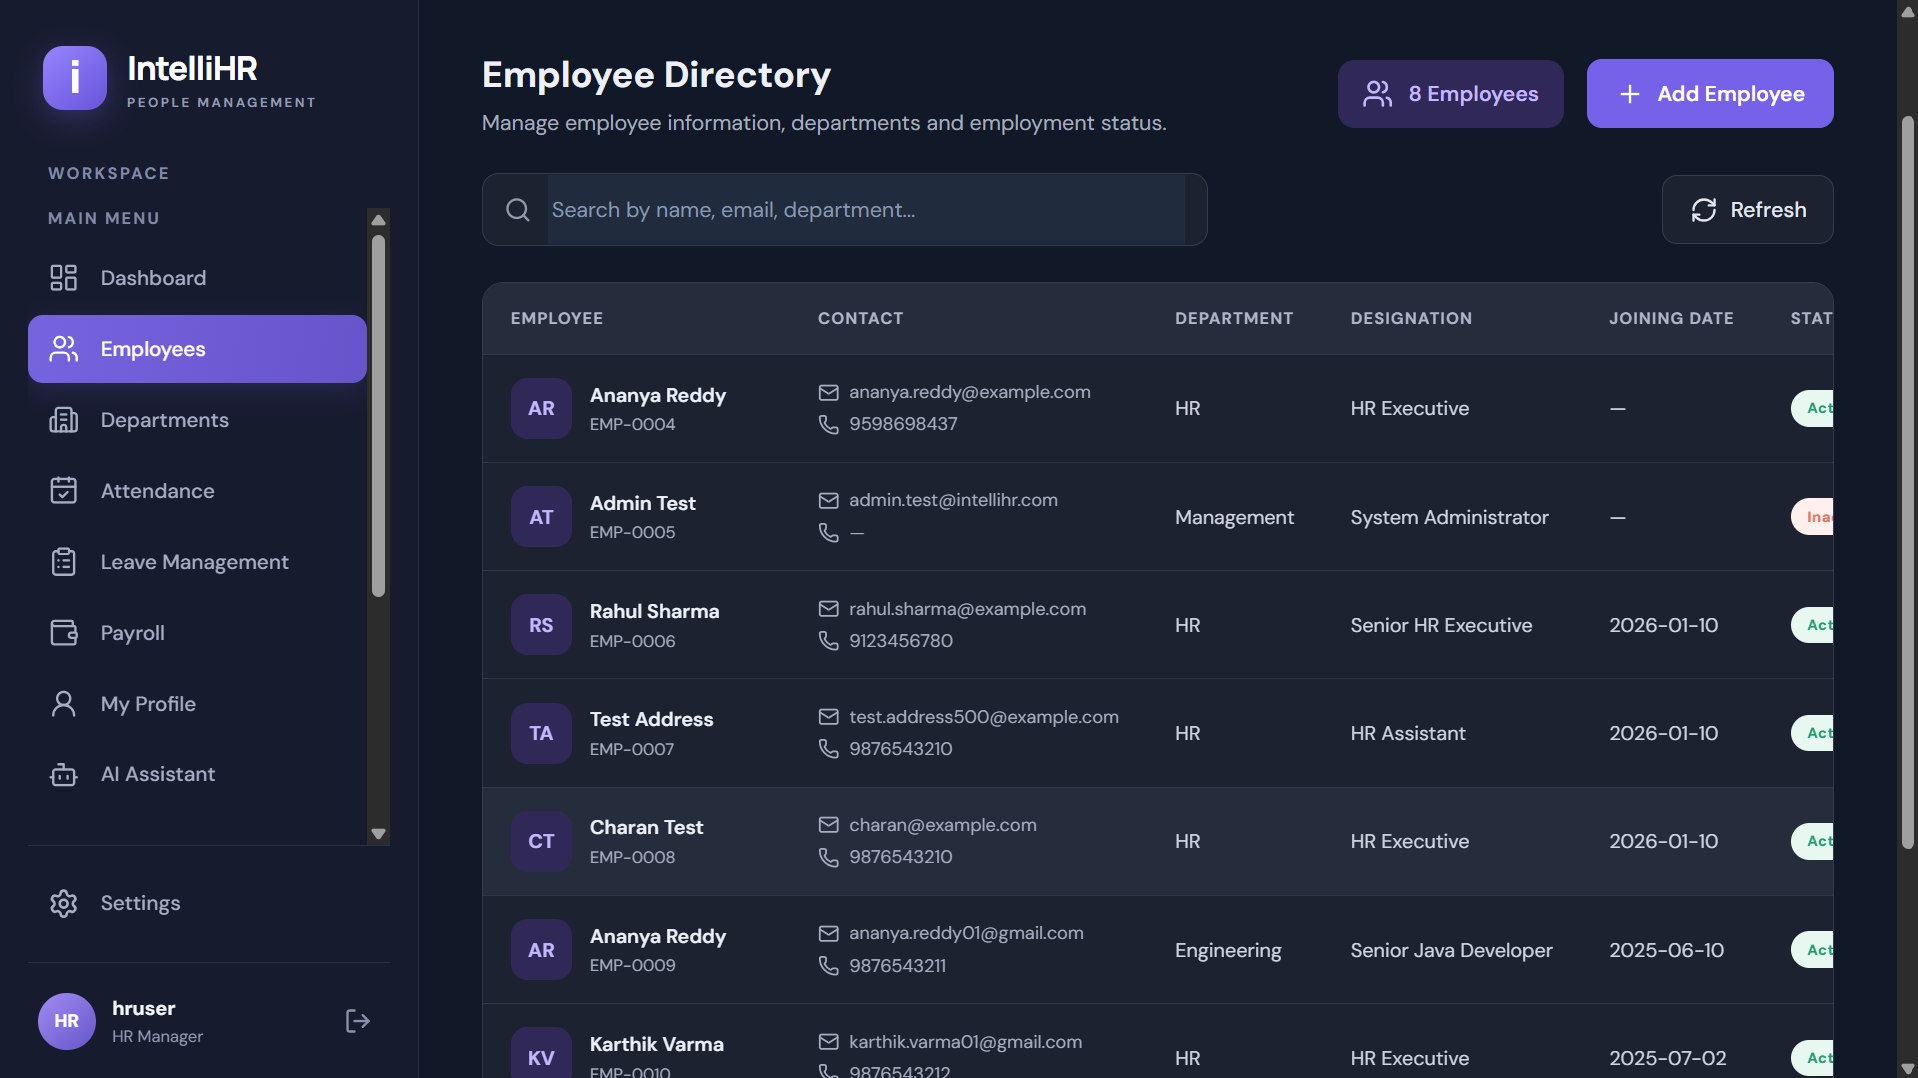 i
IntelliHR
PEOPLE MANAGEMENT
WORKSPACE
MAIN MENU
Dashboard
Employees
Departments
Attendance
Leave Management
Payroll
My Profile
AI Assistant
Settings
HR
hruser
HR Manager
Employee Directory
Manage employee information, departments and employment status.
8 Employees
Add Employee
Search by name, email, department...
Refresh
EMPLOYEE CONTACT DEPARTMENT DESIGNATION JOINING DATE STAT
AR Ananya Reddy EMP-0004 ananya.reddy@example.com 9598698437 HR HR Executive — Act
AT Admin Test EMP-0005 admin.test@intellihr.com — Management System Administrator — Ina
RS Rahul Sharma EMP-0006 rahul.sharma@example.com 9123456780 HR Senior HR Executive 2026-01-10 Act
TA Test Address EMP-0007 test.address500@example.com 9876543210 HR HR Assistant 2026-01-10 Act
CT Charan Test EMP-0008 charan@example.com 9876543210 HR HR Executive 2026-01-10 Act
AR Ananya Reddy EMP-0009 ananya.reddy01@gmail.com 9876543211 Engineering Senior Java Developer 2025-06-10 Act
KV Karthik Varma EMP-0010 karthik.varma01@gmail.com 9876543212 HR HR Executive 2025-07-02 Act